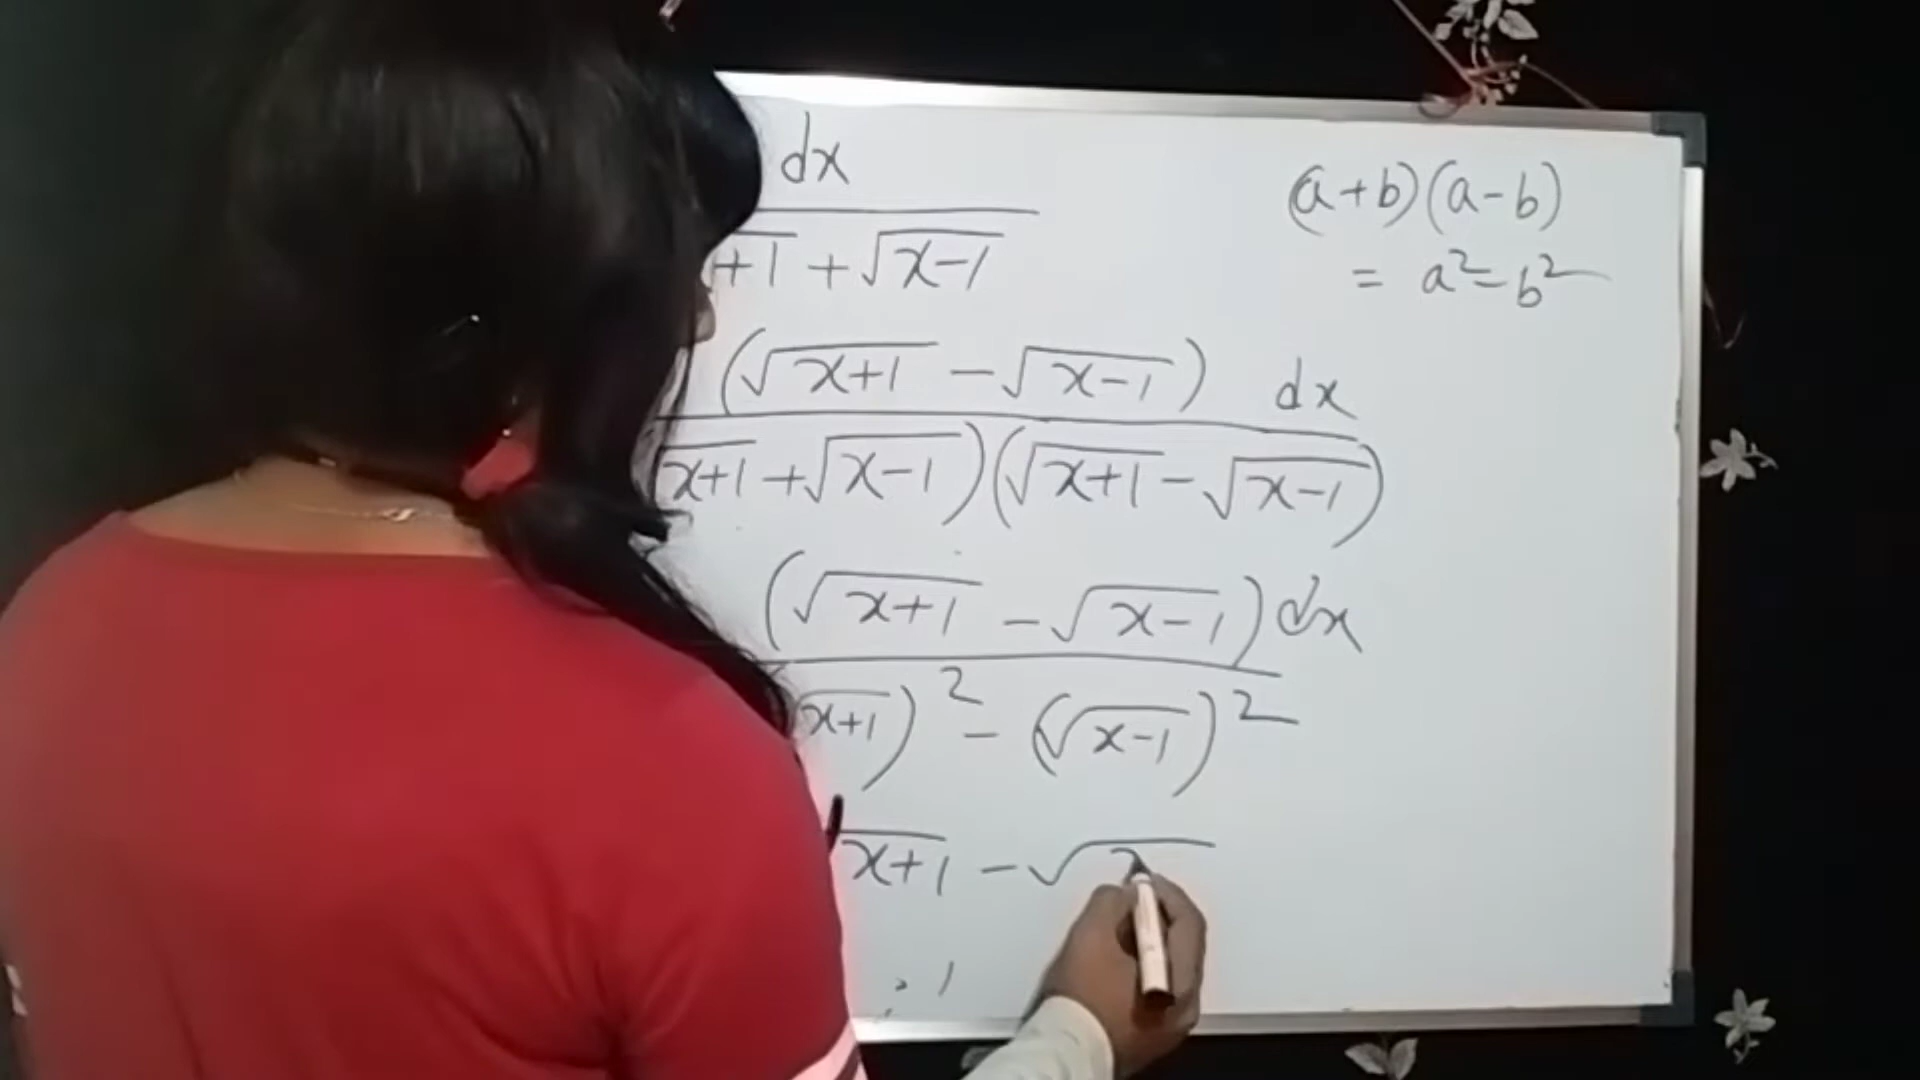 dx
(a+b)(a-b)
+1 + √x-1
= a²-b²
(√x+1 - √x-1) dx
x+1 + √x-1)(√x+1 - √x-1)
(√x+1 - √x-1) dx
x+1)² - (√x-1)²
x+1 - √x